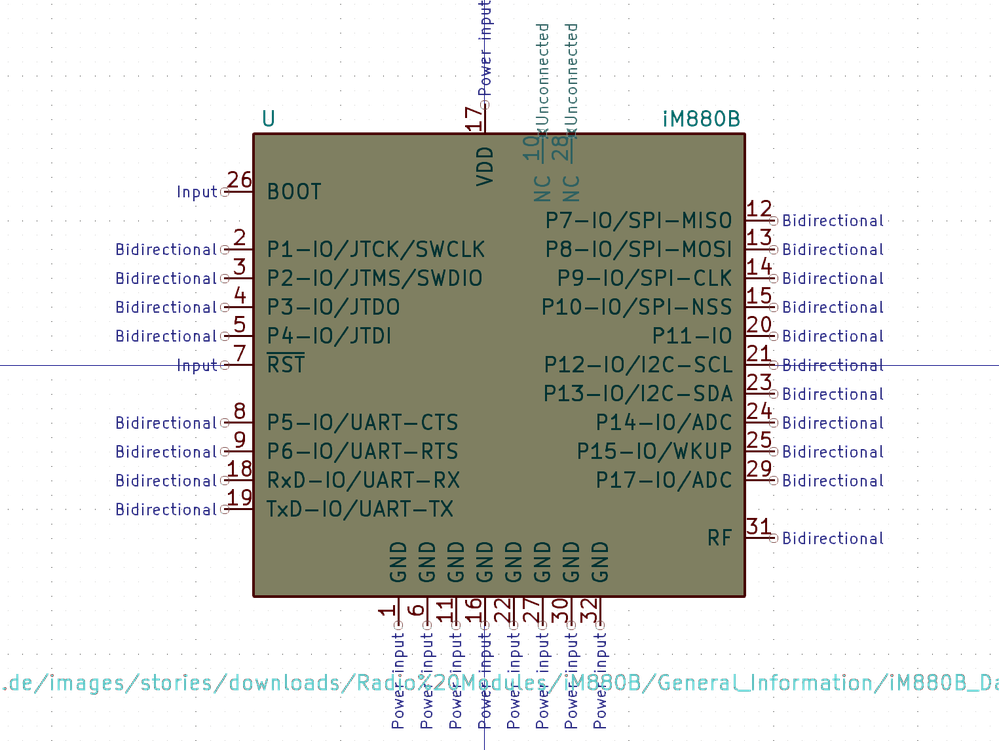 Power input
Unconnected
Unconnected
U
iM880B
17
10
28
VDD
NC
NC
Input 26 BOOT
P7-IO/SPI-MISO 12 Bidirectional
Bidirectional 2 P1-IO/JTCK/SWCLK
P8-IO/SPI-MOSI 13 Bidirectional
Bidirectional 3 P2-IO/JTMS/SWDIO
P9-IO/SPI-CLK 14 Bidirectional
Bidirectional 4 P3-IO/JTDO
P10-IO/SPI-NSS 15 Bidirectional
Bidirectional 5 P4-IO/JTDI
P11-IO 20 Bidirectional
Input 7 RST
P12-IO/I2C-SCL 21 Bidirectional
P13-IO/I2C-SDA 23 Bidirectional
Bidirectional 8 P5-IO/UART-CTS
P14-IO/ADC 24 Bidirectional
Bidirectional 9 P6-IO/UART-RTS
P15-IO/WKUP 25 Bidirectional
Bidirectional 18 RxD-IO/UART-RX
P17-IO/ADC 29 Bidirectional
Bidirectional 19 TxD-IO/UART-TX
RF 31 Bidirectional
GND GND GND GND GND GND GND GND
1 6 11 16 22 27 30 32
Power input Power input Power input Power input Power input Power input Power input Power input
.de/images/stories/downloads/Radio%20Modules/iM880B/General_Information/iM880B_Da